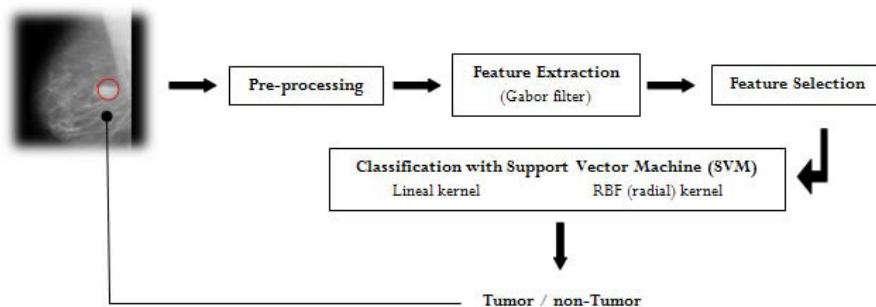 Pre-processing
Feature Extraction
(Gabor filter)
Feature Selection
Classification with Support Vector Machine (SVM)
Lineal kernel RBF (radial) kernel
Tumor / non-Tumor